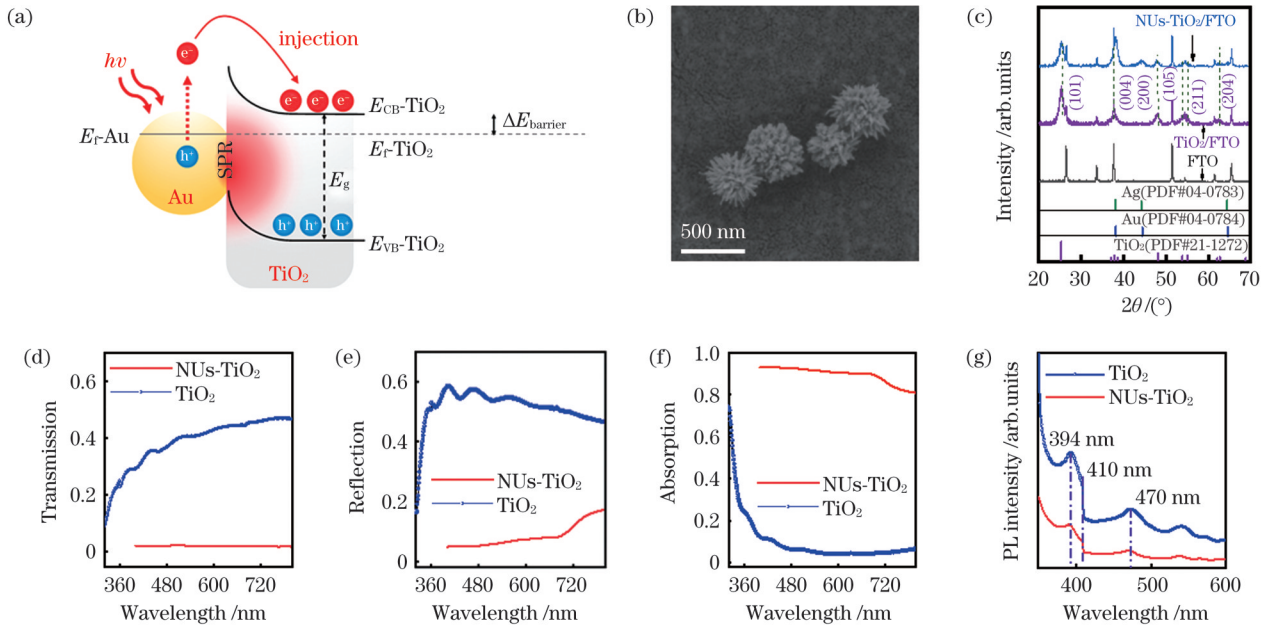 (a)
e⁻
injection
hν
e⁻ e⁻ e⁻
E_CB-TiO₂
ΔE_barrier
E_f-Au
E_f-TiO₂
h⁺
SPR
Au
E_g
h⁺ h⁺ h⁺
E_VB-TiO₂
TiO₂
(b)
500 nm
(c)
Intensity /arb.units
NUs-TiO₂/FTO
(101)
(004)
(200)
(105)
(211)
(204)
TiO₂/FTO
FTO
Ag(PDF#04-0783)
Au(PDF#04-0784)
TiO₂(PDF#21-1272)
20 30 40 50 60 70
2θ /(°)
(d)
Transmission
NUs-TiO₂
TiO₂
0.6
0.4
0.2
0
360 480 600 720
Wavelength /nm
(e)
Reflection
0.6
0.4
0.2
0
NUs-TiO₂
TiO₂
360 480 600 720
Wavelength /nm
(f)
Absorption
1.0
0.9
0.8
0.6
0.4
0.2
0
NUs-TiO₂
TiO₂
360 480 600 720
Wavelength /nm
(g)
PL intensity /arb.units
TiO₂
NUs-TiO₂
394 nm
410 nm
470 nm
400 500 600
Wavelength /nm